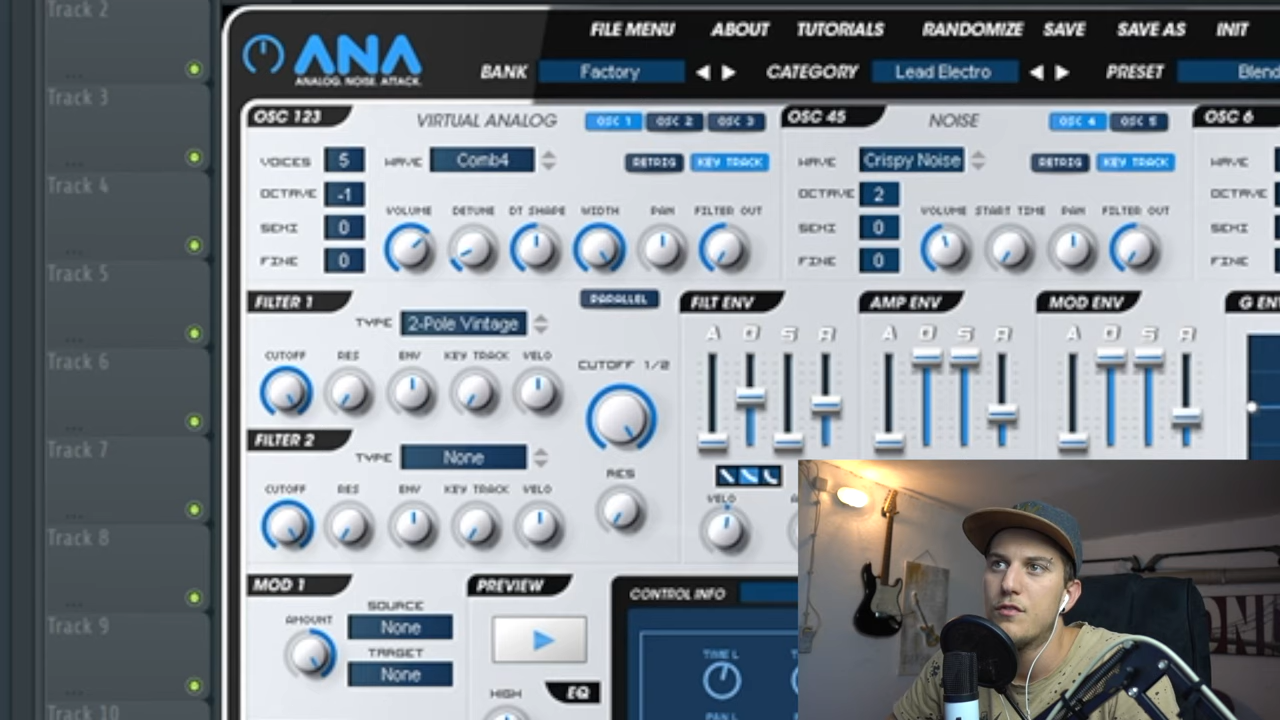 Track 2
Track 3
Track 4
Track 5
Track 6
Track 7
Track 8
Track 9
Track 10
FILE MENU ABOUT TUTORIALS RANDOMIZE SAVE SAVE AS INIT
ANA
ANALOG. NOISE. ATTACK.
BANK Factory CATEGORY Lead Electro PRESET Blend
OSC 123 VIRTUAL ANALOG OSC 1 OSC 2 OSC 3
VOICES 5 WAVE Comb4 RETRIG KEY TRACK
OCTAVE -1
SEMI 0
FINE 0
VOLUME DETUNE DT SHAPE WIDTH PAN FILTER OUT
OSC 45 NOISE OSC 4 OSC 5
WAVE Crispy Noise RETRIG KEY TRACK
OCTAVE 2
SEMI 0
FINE 0
VOLUME START TIME PAN FILTER OUT
OSC 6
WAVE
OCTAVE
SEMI
FINE
FILTER 1 PARALLEL
TYPE 2-Pole Vintage
CUTOFF RES ENV KEY TRACK VELO
CUTOFF 1/2
FILTER 2
TYPE None
CUTOFF RES ENV KEY TRACK VELO
RES
FILT ENV
A D S R
VELO
AMP ENV
A D S R
MOD ENV
A D S R
G EN
MOD 1
AMOUNT
SOURCE
None
TARGET
None
PREVIEW
HIGH EQ
CONTROL INFO
TIME L
PAN L